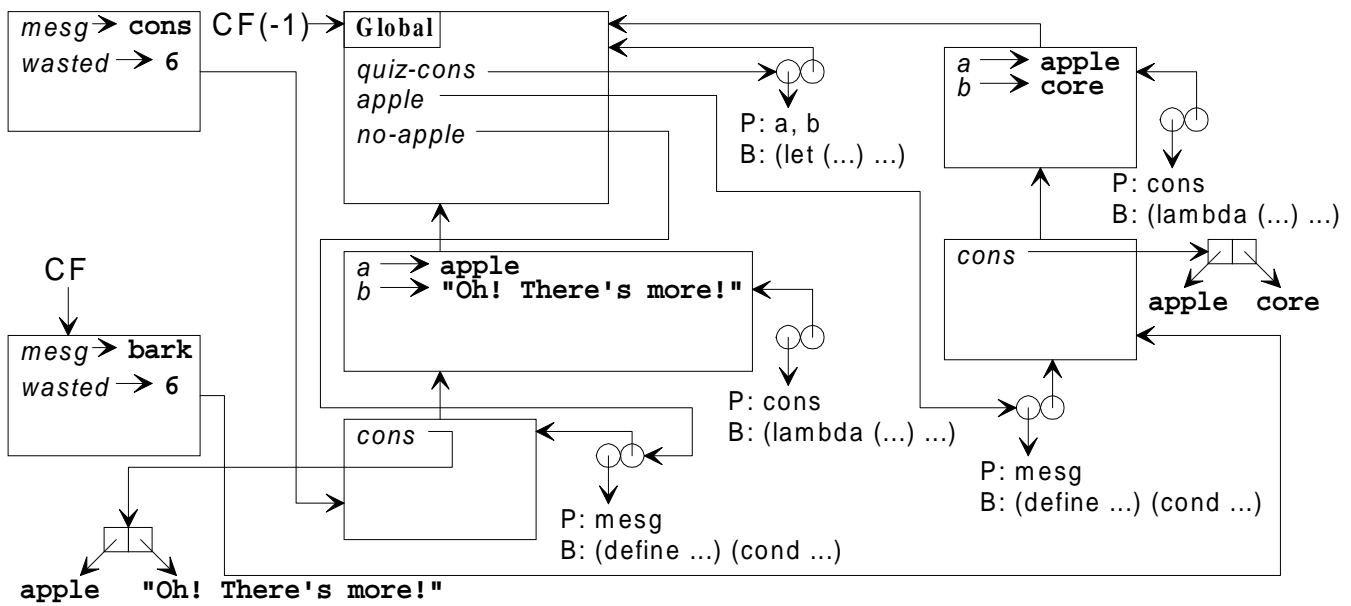 mesg cons
wasted 6
CF(-1)
Global
quiz-cons
apple
no-apple
P: a, b
B: (let (...) ...)
a apple
b core
P: cons
B: (lambda (...) ...)
cons
apple core
CF
mesg bark
wasted 6
a apple
b "Oh! There's more!"
P: cons
B: (lambda (...) ...)
cons
P: mesg
B: (define ...) (cond ...)
P: mesg
B: (define ...) (cond ...)
apple "Oh! There's more!"